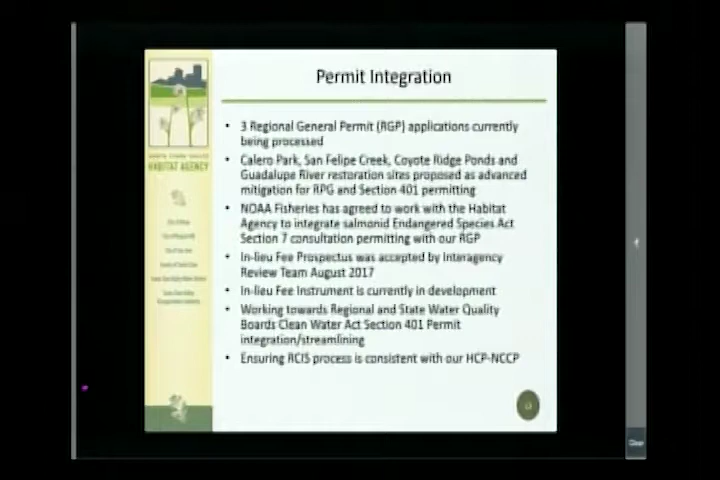 Permit Integration
• 3 Regional General Permit (RGP) applications currently
being processed
• Calero Park, San Felipe Creek, Coyote Ridge Ponds and
Guadalupe River restoration sites proposed as advanced
mitigation for RPG and Section 401 permitting
• NOAA Fisheries has agreed to work with the Habitat
Agency to integrate salmonid Endangered Species Act
Section 7 consultation permitting with our RGP
• In-lieu Fee Prospectus was accepted by Interagency
Review Team August 2017
• In-lieu Fee Instrument is currently in development
• Working towards Regional and State Water Quality
Boards Clean Water Act Section 401 Permit
integration/streamlining
• Ensuring RCIS process is consistent with our HCP-NCCP
HABITAT AGENCY